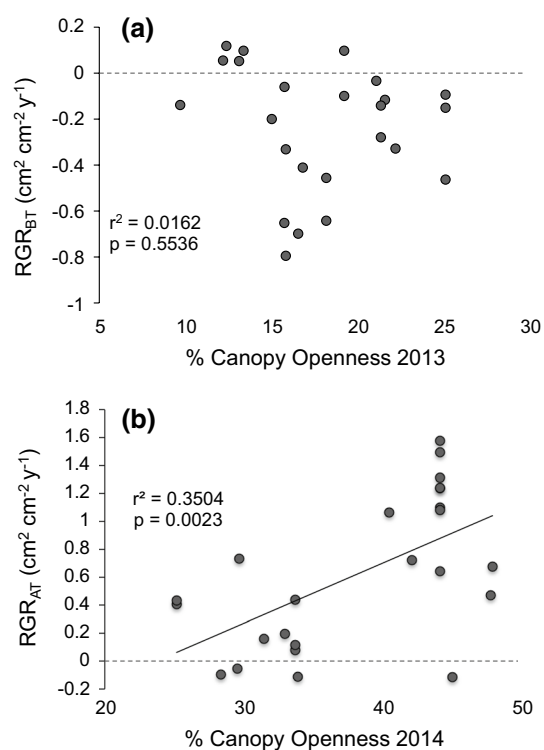 (a)
0.2
0
-0.2
-0.4
-0.6
-0.8
-1
RGR_BT (cm² cm⁻² y⁻¹)
r² = 0.0162
p = 0.5536
5 10 15 20 25 30
% Canopy Openness 2013
(b)
1.8
1.6
1.4
1.2
1
0.8
0.6
0.4
0.2
0
-0.2
RGR_AT (cm² cm⁻² y⁻¹)
r² = 0.3504
p = 0.0023
20 30 40 50
% Canopy Openness 2014